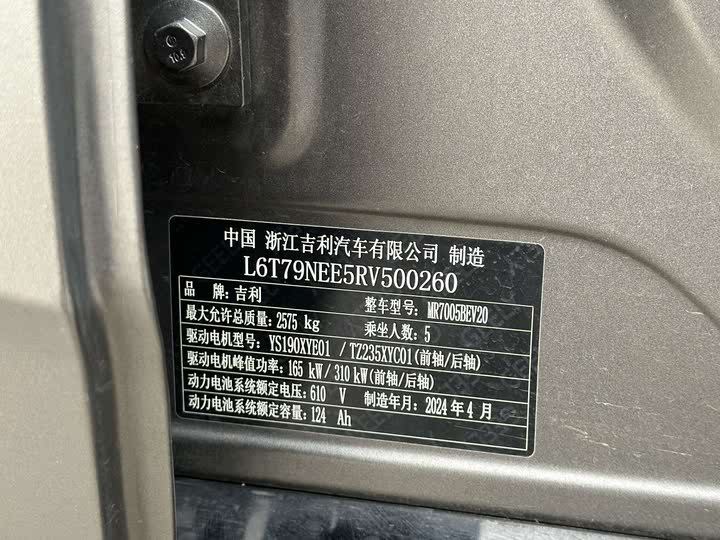 10.9
中国 浙江吉利汽车有限公司 制造
L6T79NEE5RV500260
品 牌:吉利 整车型号: MR7005BEV20
最大允许总质量: 2575 kg 乘坐人数: 5
驱动电机型号: YS190XYE01 / TZ235XYC01(前轴/后轴)
驱动电机峰值功率: 165 kW/ 310 kW(前轴/后轴)
动力电池系统额定电压: 610 V 制造年月: 2024 年 4 月
动力电池系统额定容量: 124 Ah